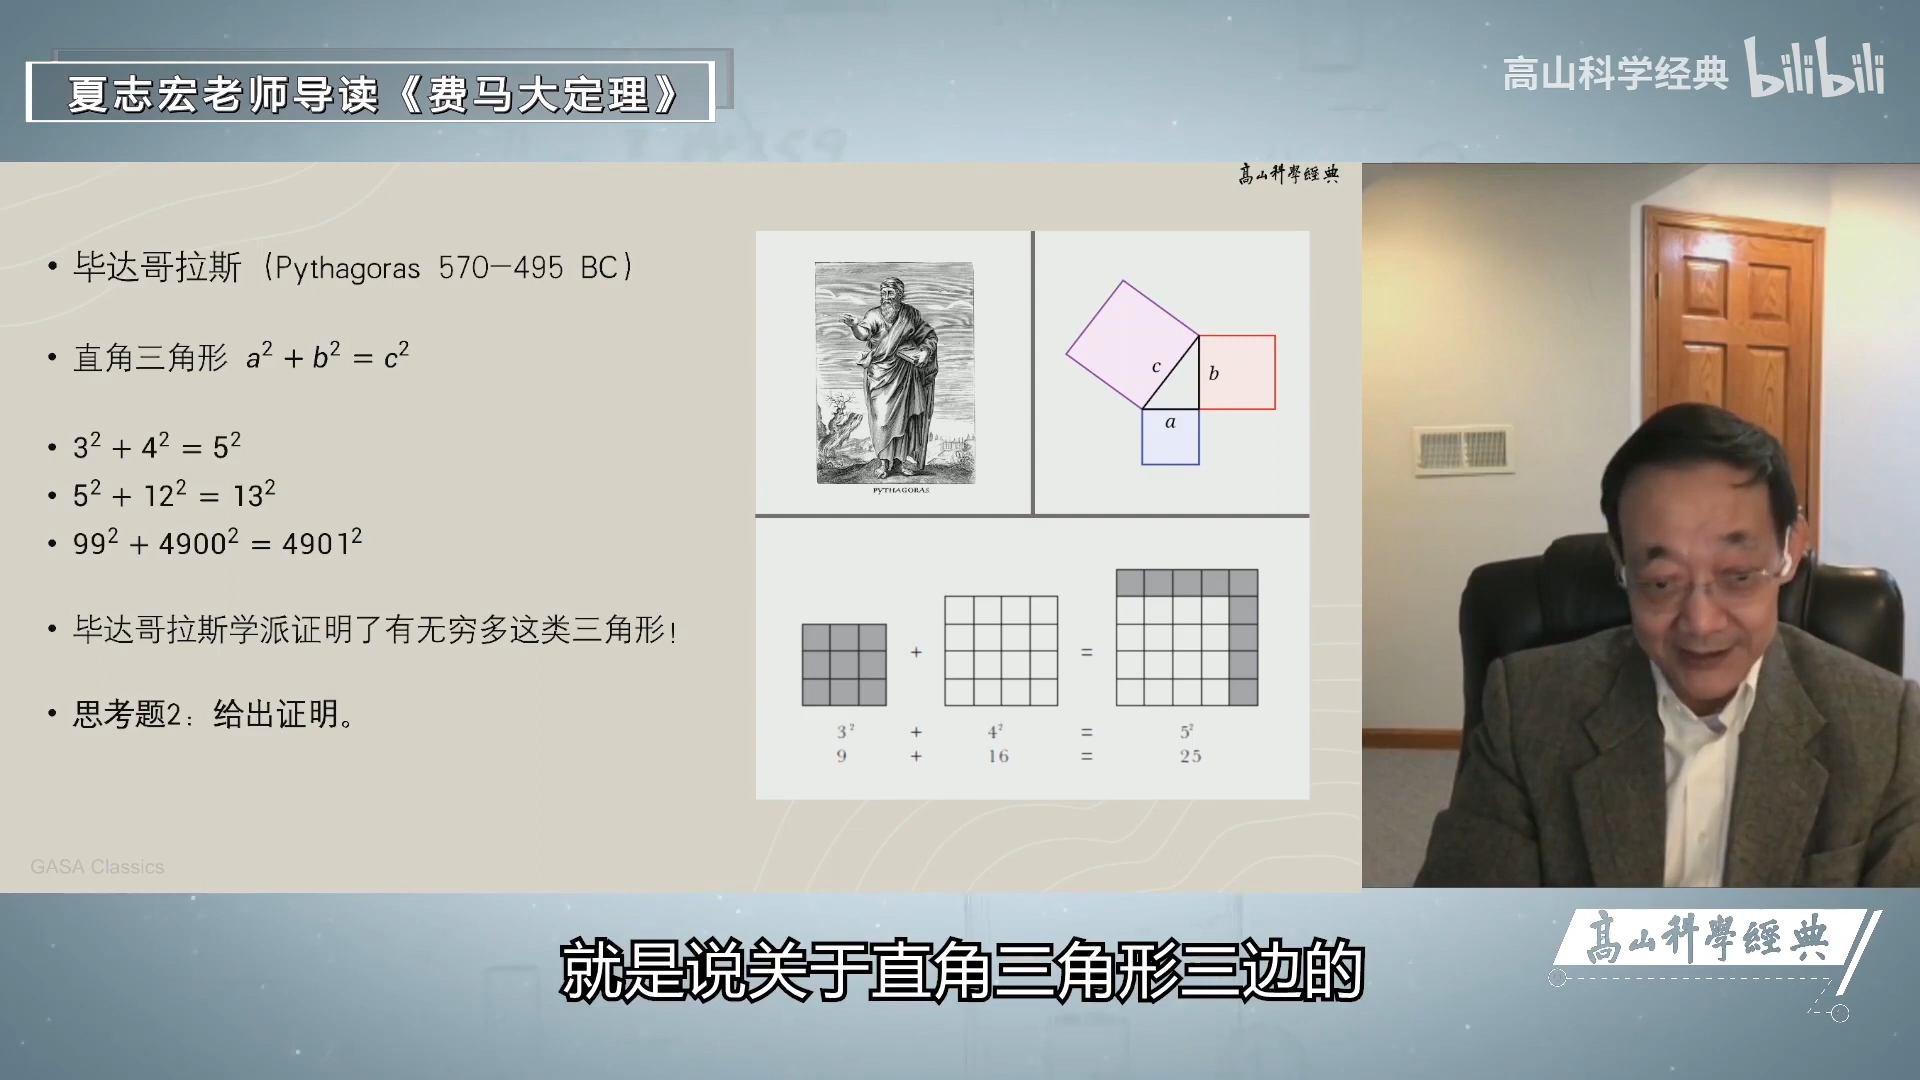 夏志宏老师导读《费马大定理》
高山科学经典 bilibili
高山科學經典
• 毕达哥拉斯（Pythagoras 570—495 BC）
• 直角三角形 a² + b² = c²
• 3² + 4² = 5²
• 5² + 12² = 13²
• 99² + 4900² = 4901²
• 毕达哥拉斯学派证明了有无穷多这类三角形！
• 思考题2：给出证明。
PYTHAGORAS
c
b
a
+ =
3² + 4² = 5²
9 + 16 = 25
GASA Classics
就是说关于直角三角形三边的
高山科學經典